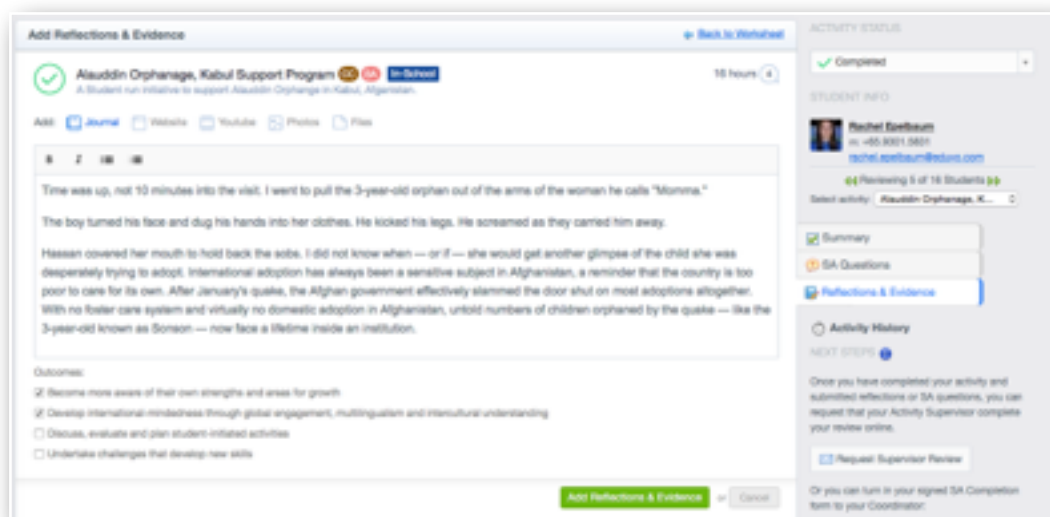 Add Reflections & Evidence
Back to Worksheet
Alauddin Orphanage, Kabul Support Program
SA In-School
16 hours 4
A Student run initiative to support Alauddin Orphange in Kabul, Afganistan.
Add: Journal Website Youtube Photos Files
B I
Time was up, not 10 minutes into the visit. I went to pull the 3-year-old orphan out of the arms of the woman he calls "Momma."
The boy turned his face and dug his hands into her clothes. He kicked his legs. He screamed as they carried him away.
Hassan covered her mouth to hold back the sobs. I did not know when — or if — she would get another glimpse of the child she was
desperately trying to adopt. International adoption has always been a sensitive subject in Afghanistan, a reminder that the country is too
poor to care for its own. After January's quake, the Afghan government effectively slammed the door shut on most adoptions altogether.
With no foster care system and virtually no domestic adoption in Afghanistan, untold numbers of children orphaned by the quake — like the
3-year-old known as Sonson — now face a lifetime inside an institution.
Outcomes:
Become more aware of their own strengths and areas for growth
Develop international mindedness through global engagement, multilingualism and intercultural understanding
Discuss, evaluate and plan student-initiated activities
Undertake challenges that develop new skills
Add Reflections & Evidence or Cancel
ACTIVITY STATUS
Completed
STUDENT INFO
Rachel Epelbaum
m: +65.9001.5801
rachel.epelbaum@eduvo.com
Reviewing 5 of 16 Students
Select activity: Alauddin Orphanage, K...
Summary
SA Questions
Reflections & Evidence
Activity History
NEXT STEPS
Once you have completed your activity and
submitted reflections or SA questions, you can
request that your Activity Supervisor complete
your review online.
Request Supervisor Review
Or you can turn in your signed SA Completion
form to your Coordinator: